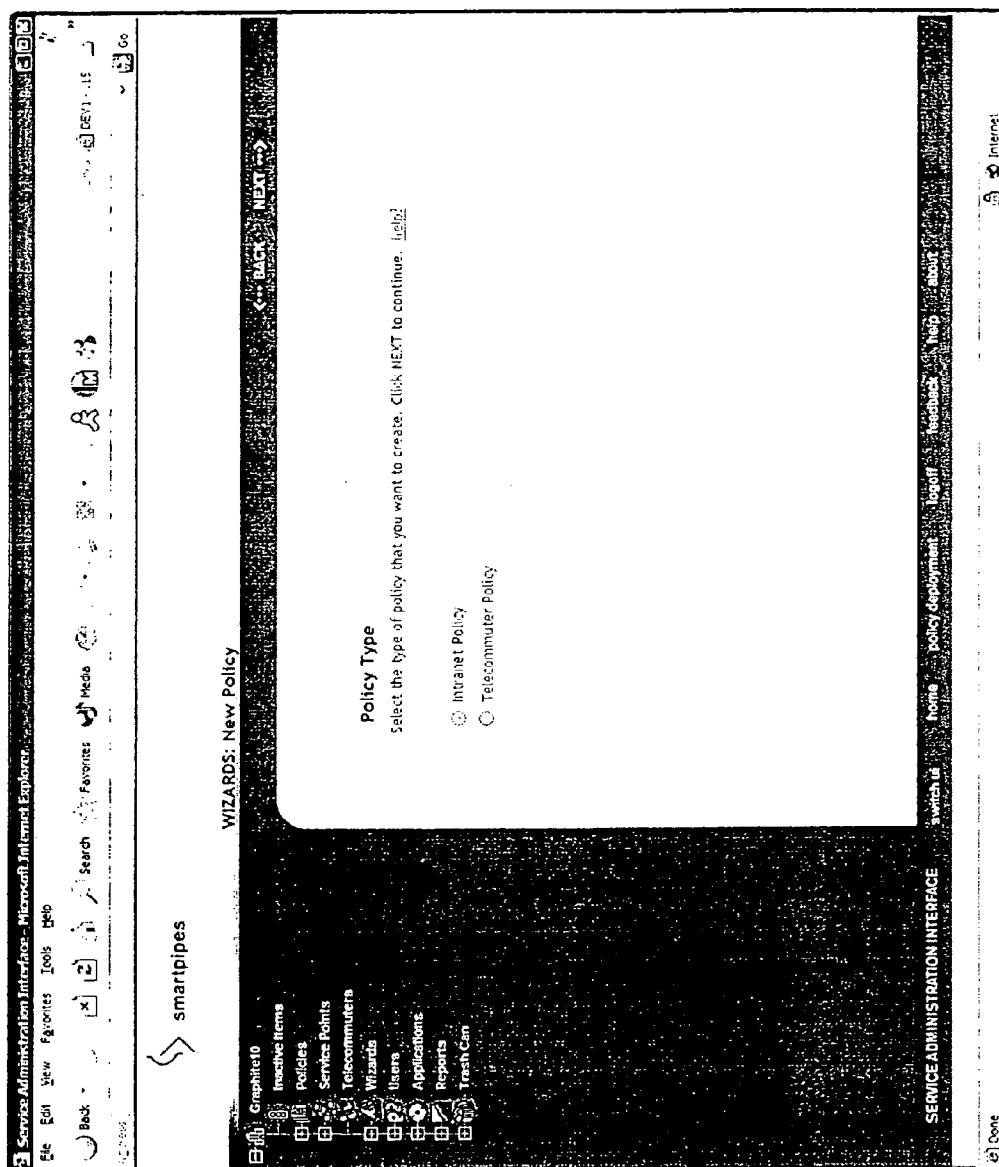 Service Administration Interface - Microsoft Internet Explorer
File Edit View Favorites Tools Help
Back Search Favorites Media
Go
smartpipes
WIZARDS: New Policy
Graphite10
Inactive Items
Policies
Service Points
Telecommuters
Wizards
Users
Applications
Reports
Trash Can
<--- BACK NEXT --->
Policy Type
Select the type of policy that you want to create. Click NEXT to continue. help?
Intranet Policy
Telecommuter Policy
SERVICE ADMINISTRATION INTERFACE switch ui home policy deployment logoff feedback help about
Done Internet